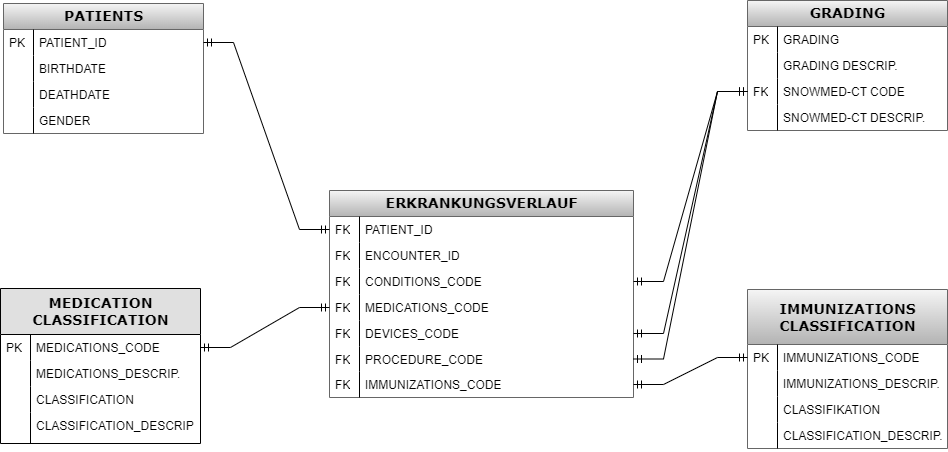 PATIENTS
PK PATIENT_ID
BIRTHDATE
DEATHDATE
GENDER
GRADING
PK GRADING
GRADING DESCRIP.
FK SNOWMED-CT CODE
SNOWMED-CT DESCRIP.
ERKRANKUNGSVERLAUF
FK PATIENT_ID
FK ENCOUNTER_ID
FK CONDITIONS_CODE
FK MEDICATIONS_CODE
FK DEVICES_CODE
FK PROCEDURE_CODE
FK IMMUNIZATIONS_CODE
MEDICATION
CLASSIFICATION
PK MEDICATIONS_CODE
MEDICATIONS_DESCRIP.
CLASSIFICATION
CLASSIFICATION_DESCRIP
IMMUNIZATIONS
CLASSIFICATION
PK IMMUNIZATIONS_CODE
IMMUNIZATIONS_DESCRIP.
CLASSIFIKATION
CLASSIFICATION_DESCRIP.